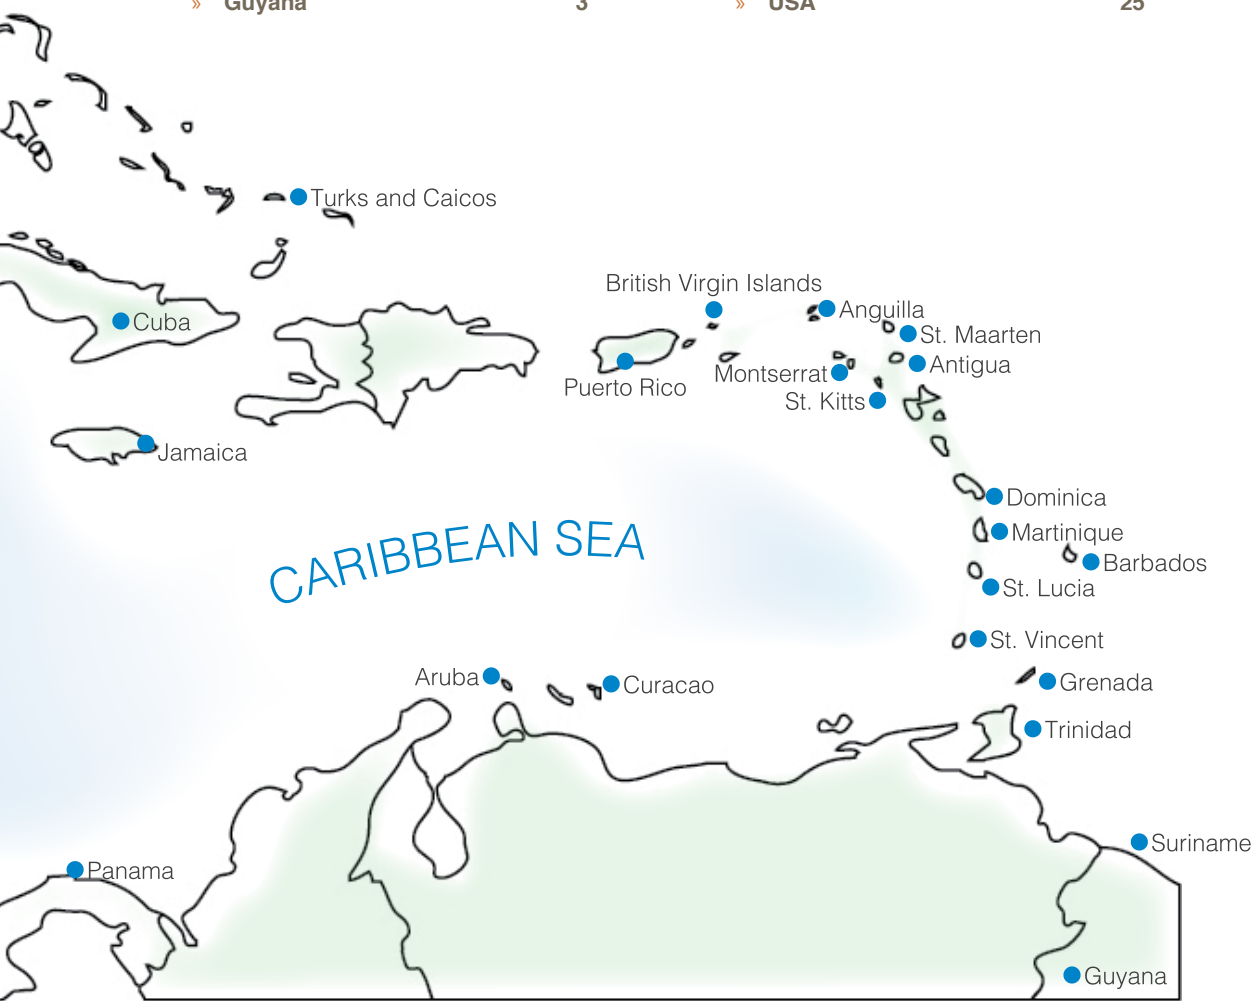 » Guyana 3 » USA 25
Turks and Caicos
British Virgin Islands
Anguilla
Cuba
St. Maarten
Antigua
Montserrat
Puerto Rico
St. Kitts
Jamaica
Dominica
CARIBBEAN SEA
Martinique
Barbados
St. Lucia
St. Vincent
Aruba
Curacao
Grenada
Trinidad
Suriname
Panama
Guyana